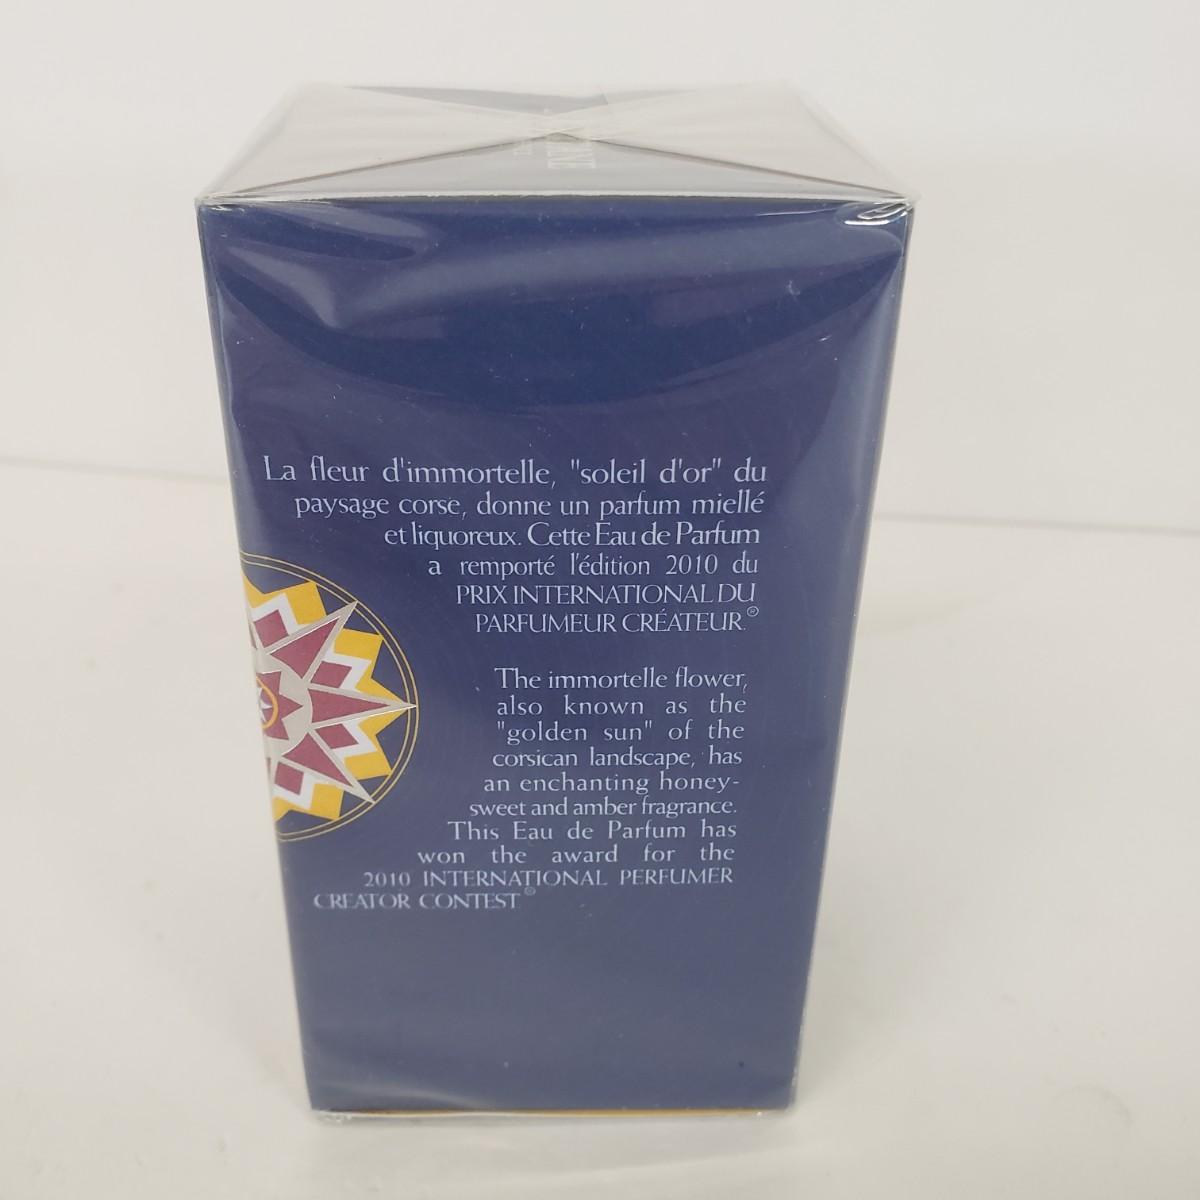 La fleur d'immortelle, "soleil d'or" du
paysage corse, donne un parfum miellé
et liquoreux. Cette Eau de Parfum
a remporté l'édition 2010 du
PRIX INTERNATIONAL DU
PARFUMEUR CRÉATEUR.®
The immortelle flower,
also known as the
"golden sun" of the
corsican landscape, has
an enchanting honey-
sweet and amber fragrance.
This Eau de Parfum has
won the award for the
2010 INTERNATIONAL PERFUMER
CREATOR CONTEST®